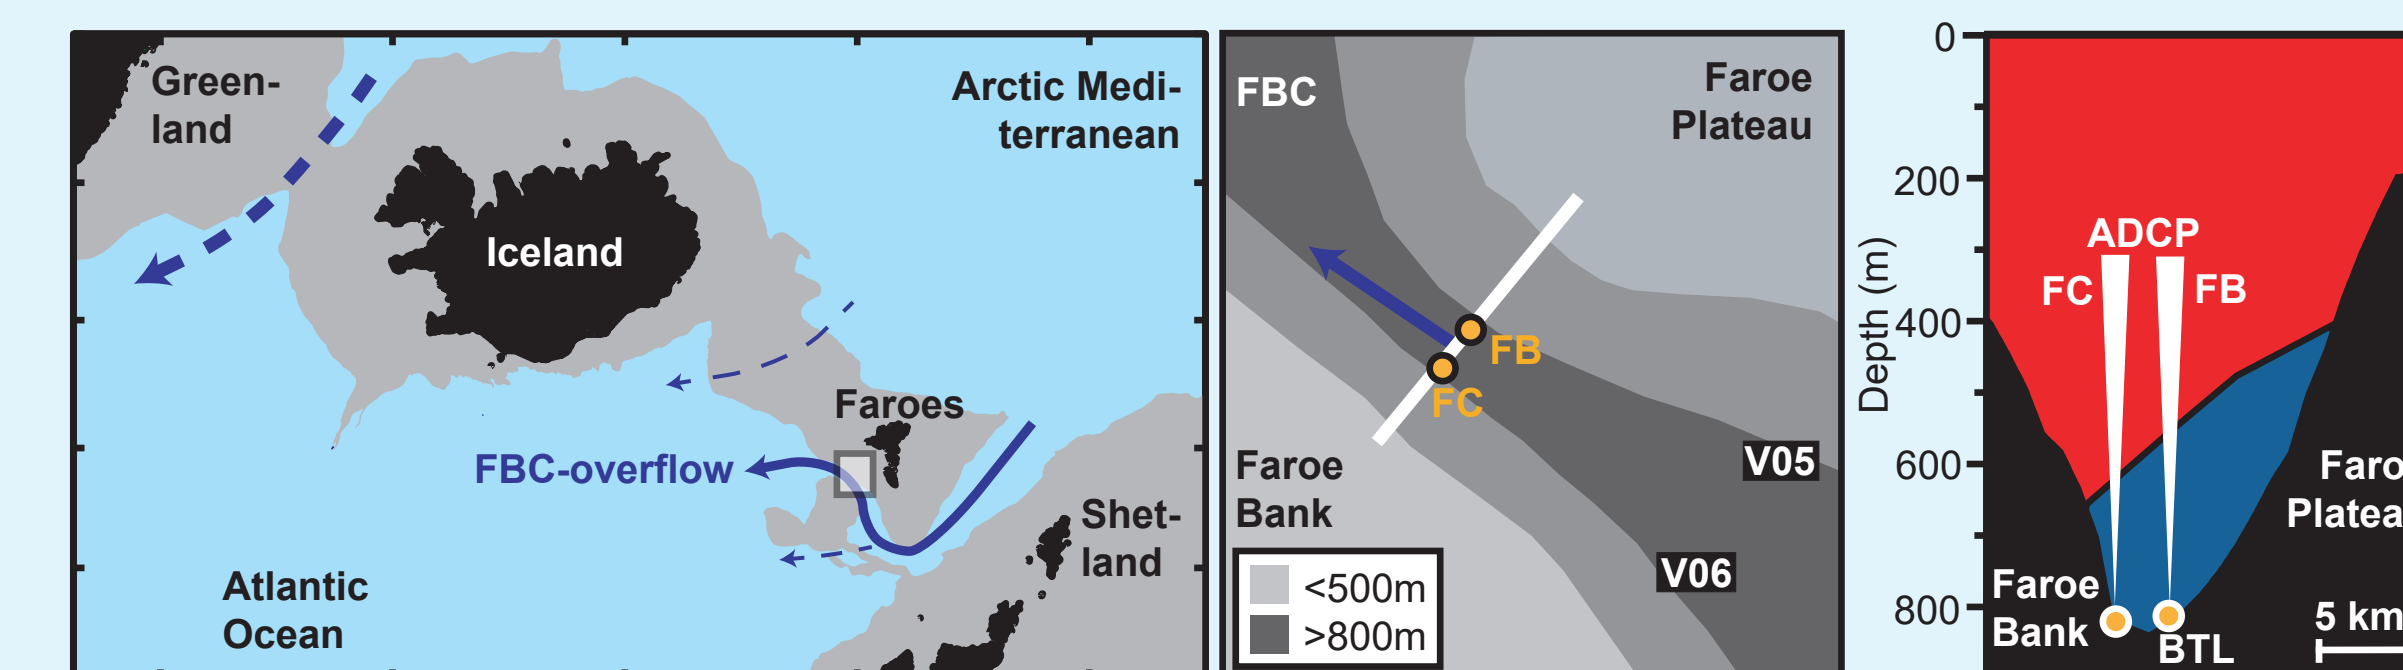 Green-
land
Arctic Medi-
terranean
Iceland
Faroes
FBC-overflow
Shet-
land
Atlantic
Ocean
FBC
Faroe
Plateau
FB
FC
V05
Faroe
Bank
V06
<500m
>800m
Depth (m)
0
200
400
600
800
ADCP
FC
FB
Faro
Platea
Faroe
Bank
BTL
5 km